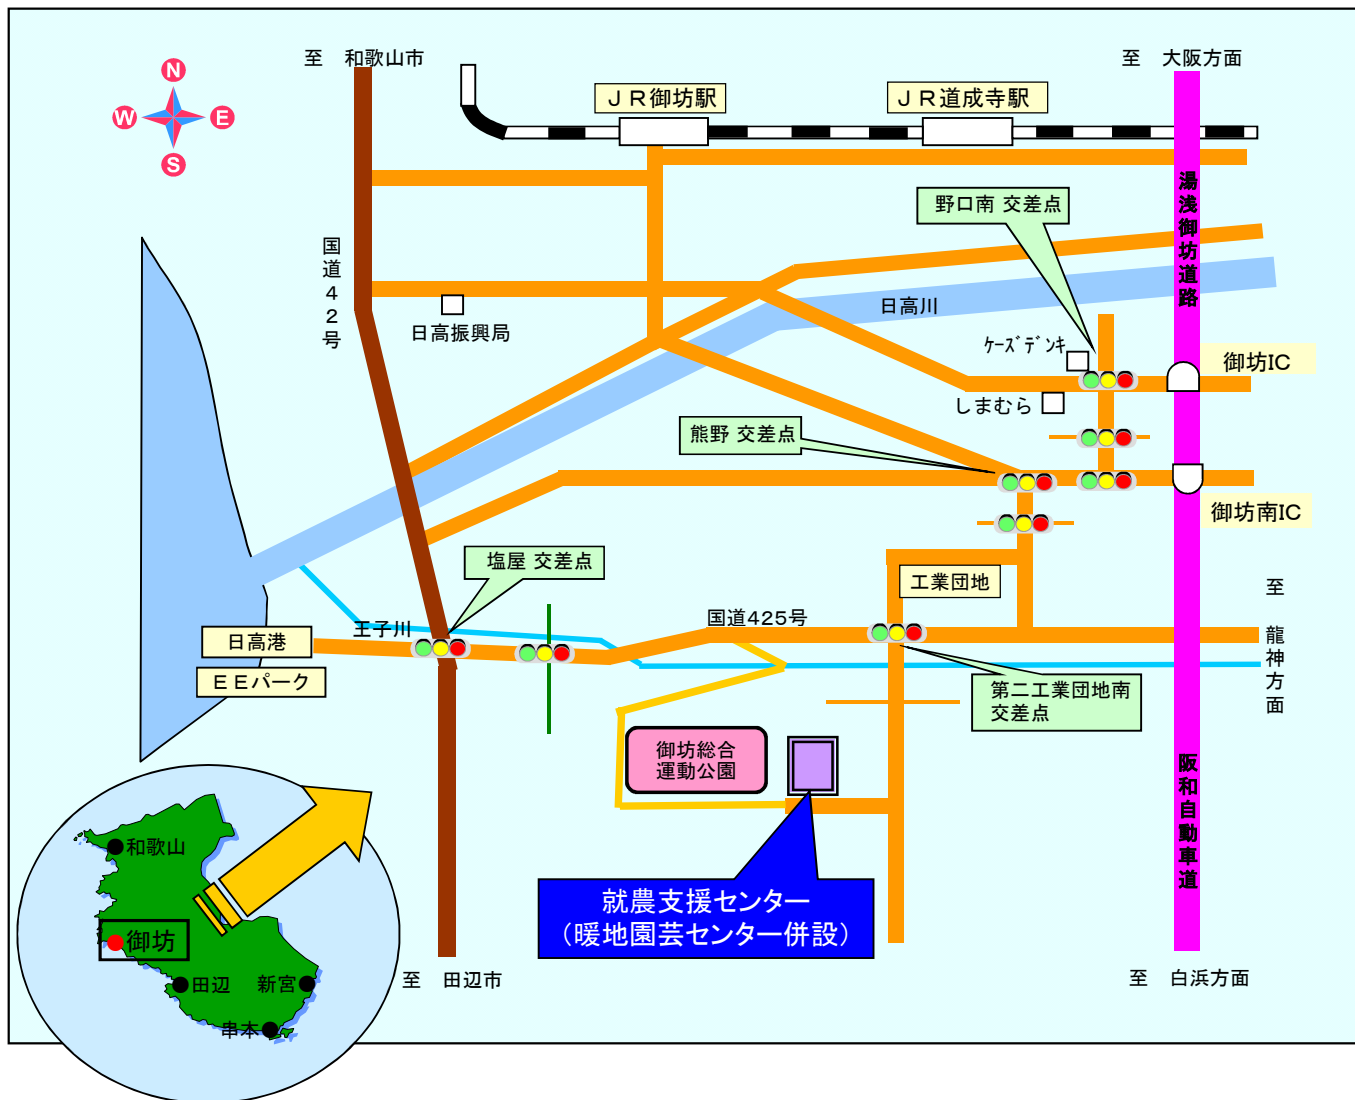 至　和歌山市
至　大阪方面
N
W
E
S
ＪＲ御坊駅
ＪＲ道成寺駅
湯浅御坊道路
野口南 交差点
国道４２号
日高川
日高振興局
ｹｰｽﾞﾃﾞﾝｷ
御坊IC
しまむら
熊野 交差点
御坊南IC
塩屋 交差点
工業団地
至　龍神方面
国道425号
王子川
日高港
ＥＥパーク
第二工業団地南
交差点
御坊総合
運動公園
阪和自動車道
和歌山
就農支援センター
（暖地園芸センター併設）
御坊
田辺
新宮
串本
至　田辺市
至　白浜方面